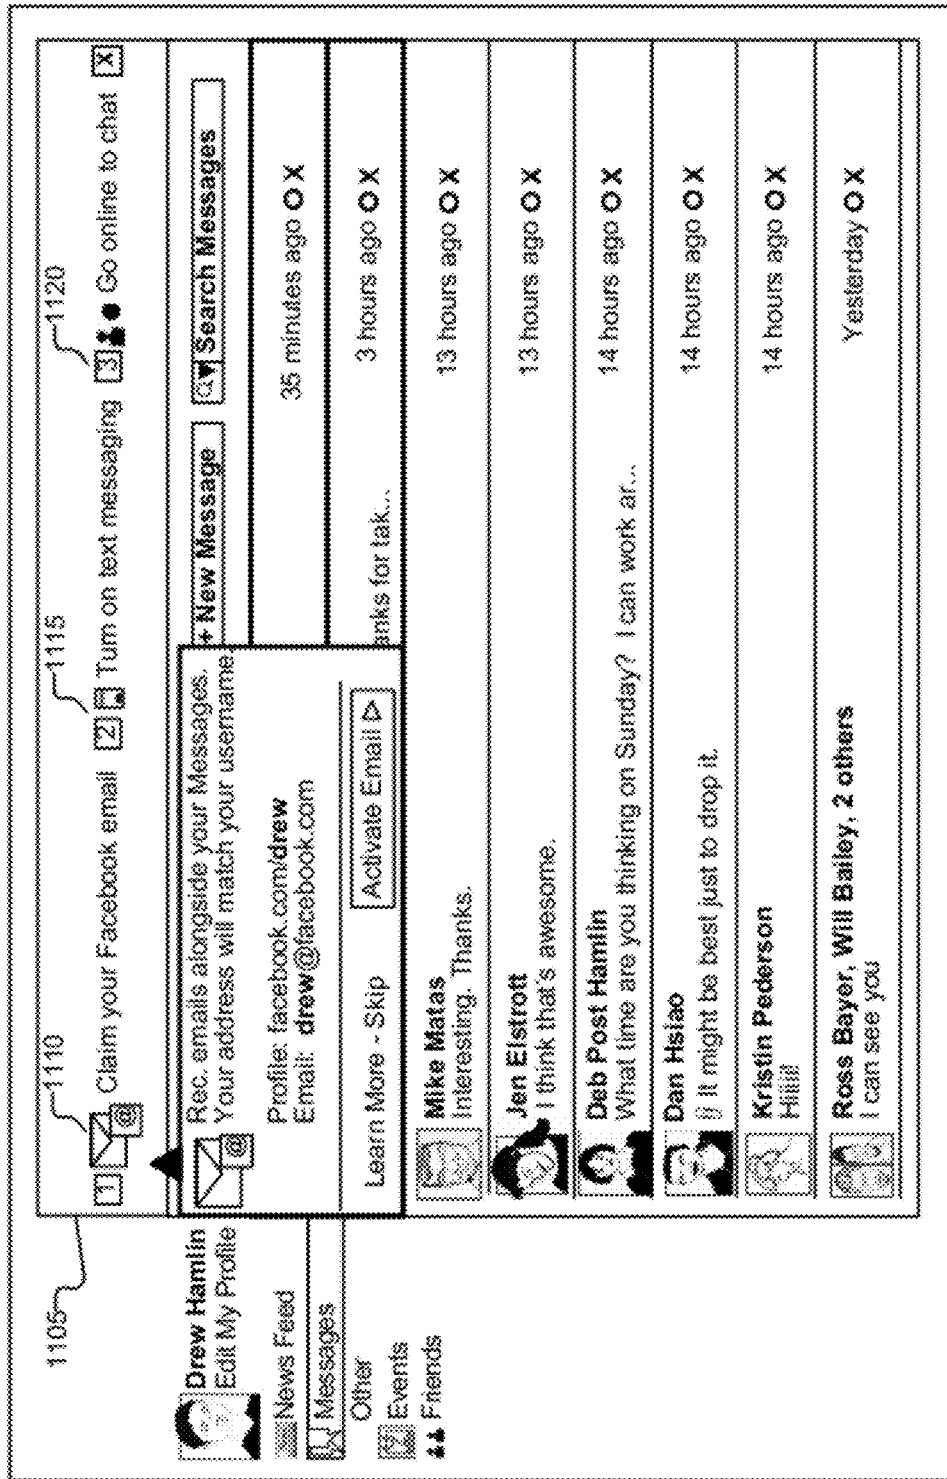 1105
1110
1115
1120
1 @ Claim your Facebook email 2 Turn on text messaging 3 Go online to chat X
Drew Hamlin
Edit My Profile
News Feed
Messages
Other
Events
Friends
+ New Message
Search Messages
@
Rec. emails alongside your Messages.
Your address will match your username.
Profile: facebook.com/drew
Email: drew@facebook.com
Learn More - Skip
Activate Email
35 minutes ago O X
anks for tak...
3 hours ago O X
Mike Matas
Interesting. Thanks.
13 hours ago O X
Jen Elstrott
I think that's awesome.
13 hours ago O X
Deb Post Hamlin
What time are you thinking on Sunday? I can work ar...
14 hours ago O X
Dan Hsiao
It might be best just to drop it.
14 hours ago O X
Kristin Pederson
Hiiiii!
14 hours ago O X
Ross Bayer, Will Bailey, 2 others
I can see you
Yesterday O X